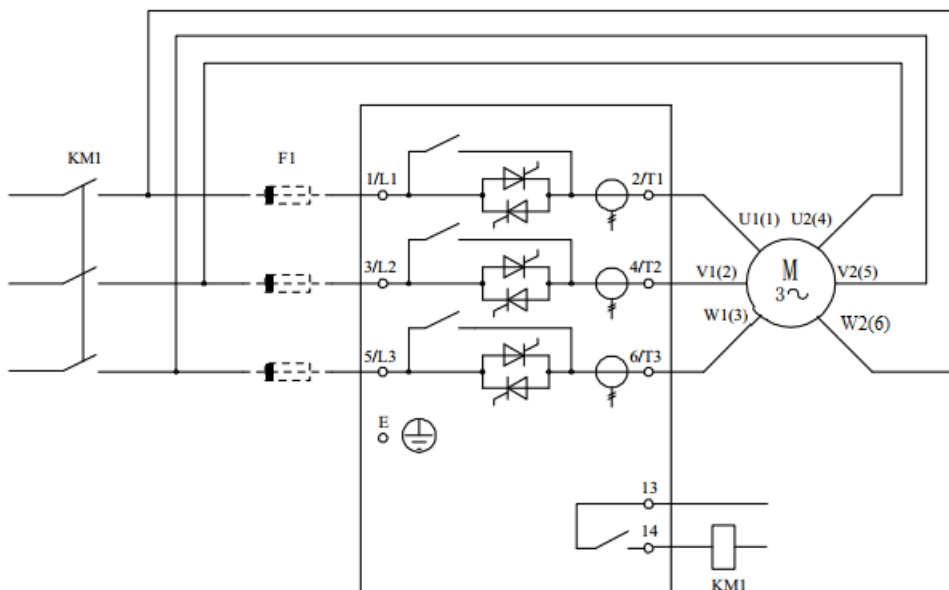 KM1
F1
1/L1
2/T1
U1(1)
U2(4)
3/L2
4/T2
V1(2)
M
3~
V2(5)
W1(3)
W2(6)
5/L3
6/T3
E
13
14
KM1